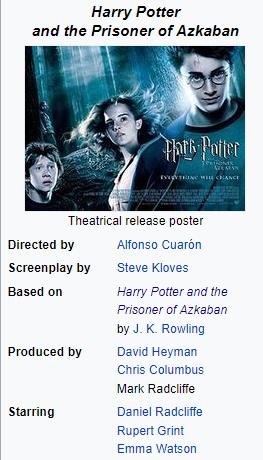 Harry Potter
and the Prisoner of Azkaban
Harry Potter
PRISONER
AZKABAN
EVERYTHING WILL CHANGE
Theatrical release poster
Directed by Alfonso Cuarón
Screenplay by Steve Kloves
Based on Harry Potter and the
Prisoner of Azkaban
by J. K. Rowling
Produced by David Heyman
Chris Columbus
Mark Radcliffe
Starring Daniel Radcliffe
Rupert Grint
Emma Watson